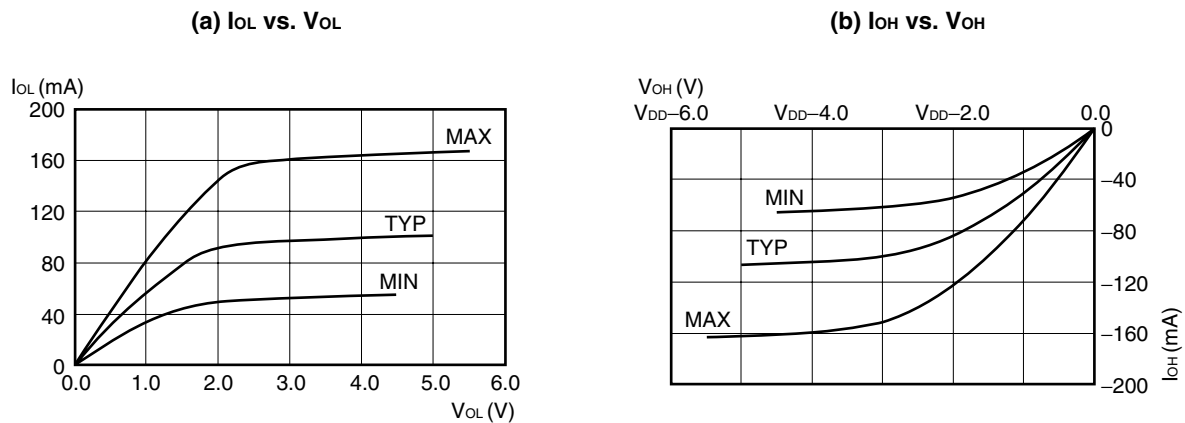 (a) IOL vs. VOL
IOL (mA)
200
160
120
80
40
0
0.0 1.0 2.0 3.0 4.0 5.0 6.0
VOL (V)
MAX
TYP
MIN
(b) IOH vs. VOH
VOH (V)
VDD–6.0 VDD–4.0 VDD–2.0 0.0
0
–40
–80
–120
–160
–200
IOH (mA)
MIN
TYP
MAX